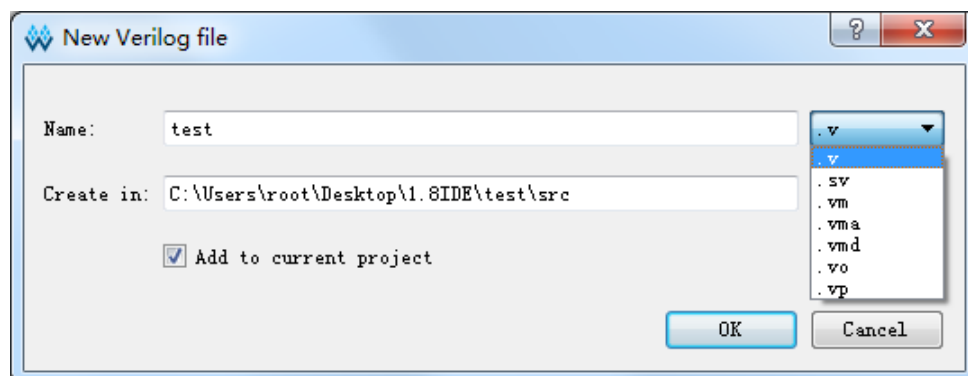 New Verilog file
Name: test .v
.v
.sv
.vm
Create in: C:\Users\root\Desktop\1.8IDE\test\src
.vma
.vmd
Add to current project
.vo
.vp
OK Cancel